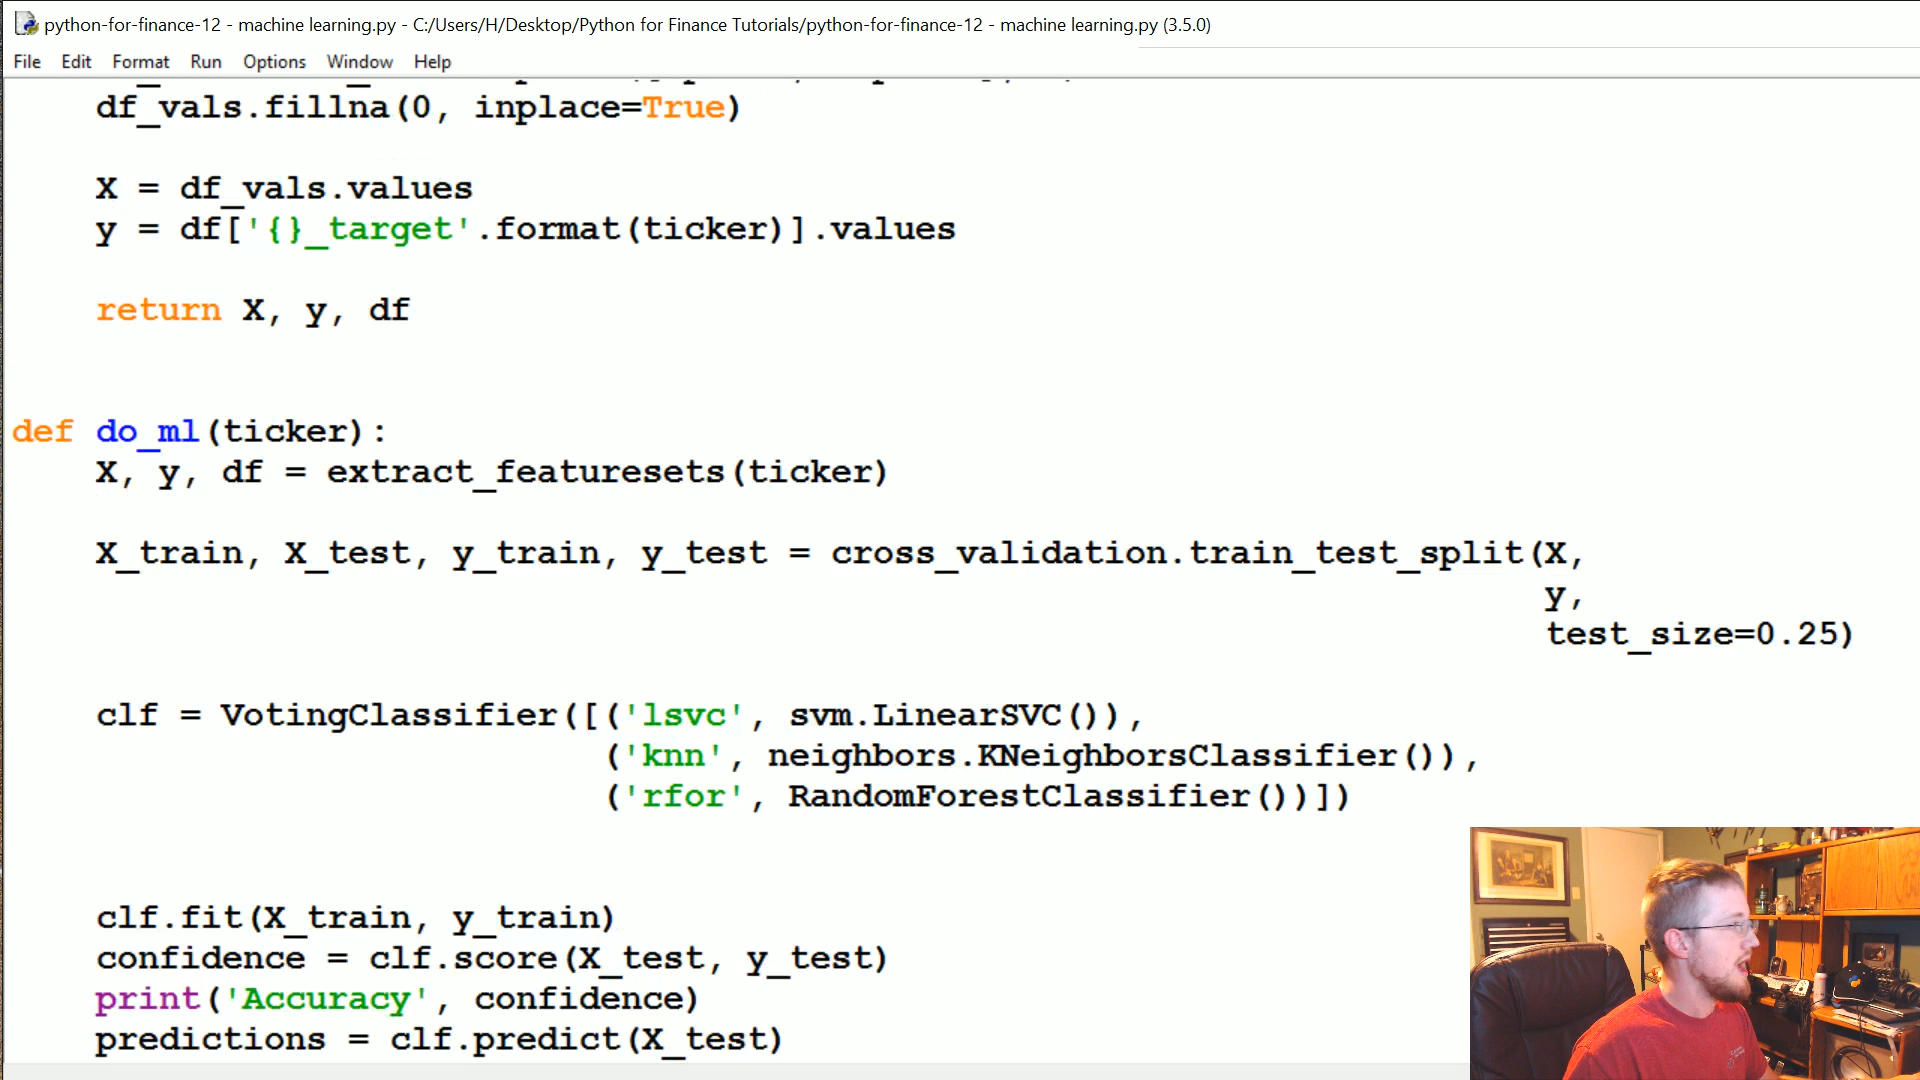 python-for-finance-12 - machine learning.py - C:/Users/H/Desktop/Python for Finance Tutorials/python-for-finance-12 - machine learning.py (3.5.0)
File Edit Format Run Options Window Help
df_vals.fillna(0, inplace=True)
X = df_vals.values
y = df['{}_target'.format(ticker)].values
return X, y, df
def do_ml(ticker):
X, y, df = extract_featuresets(ticker)
X_train, X_test, y_train, y_test = cross_validation.train_test_split(X,
y,
test_size=0.25)
clf = VotingClassifier([('lsvc', svm.LinearSVC()),
('knn', neighbors.KNeighborsClassifier()),
('rfor', RandomForestClassifier())])
clf.fit(X_train, y_train)
confidence = clf.score(X_test, y_test)
print('Accuracy', confidence)
predictions = clf.predict(X_test)